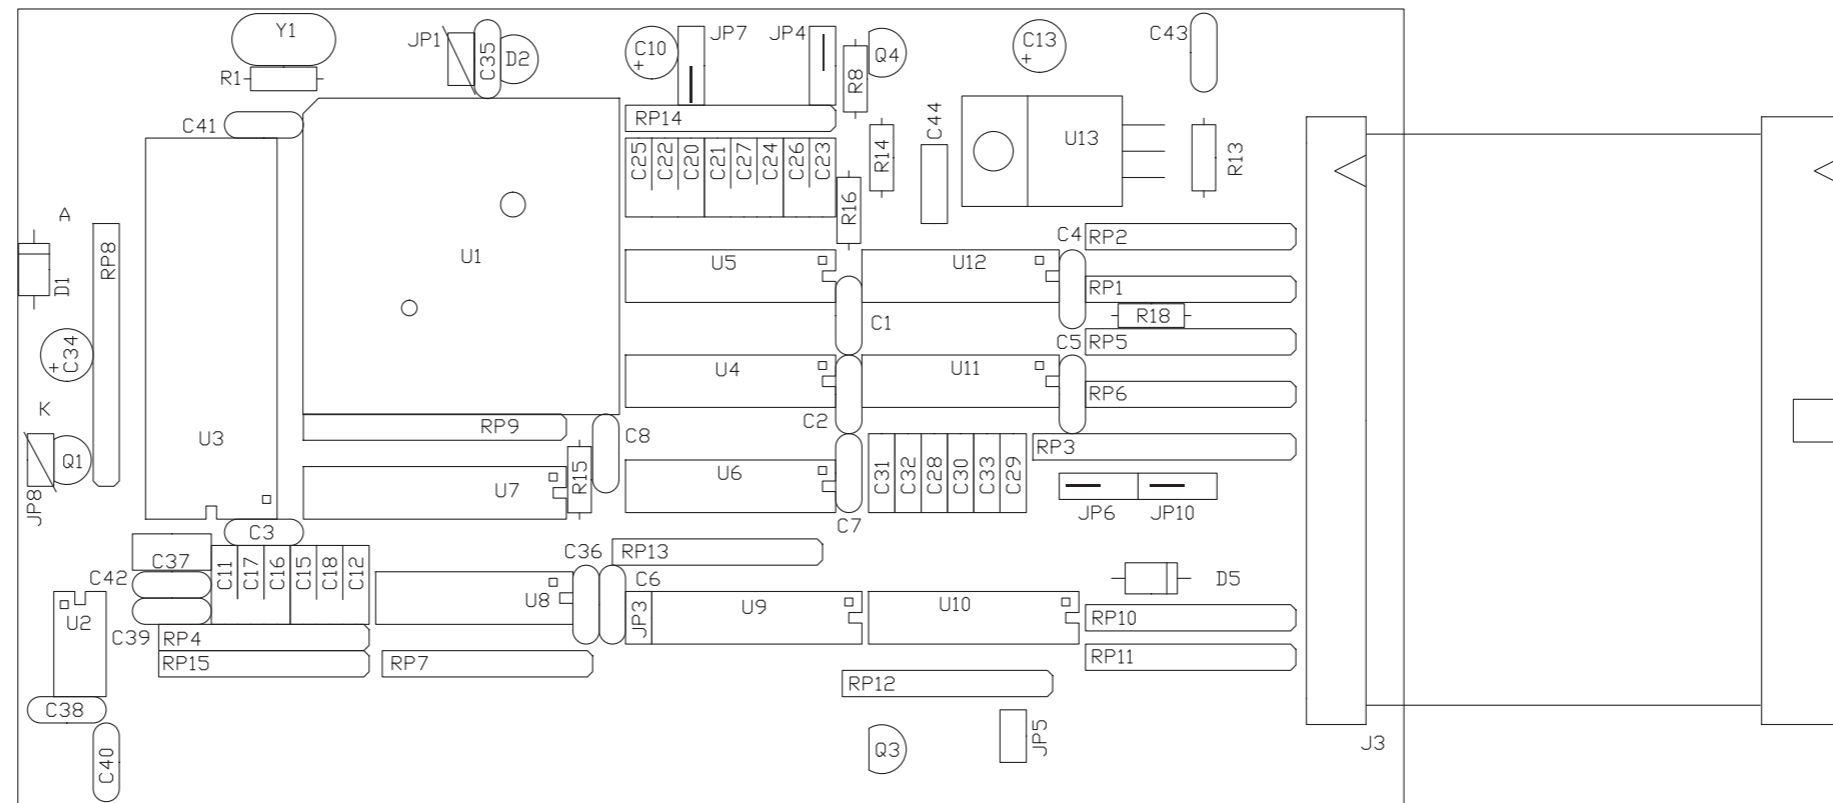 Y1
JP1
C35
D2
C10
+
JP7
JP4
R8
Q4
C13
+
C43
R1
C41
RP14
C44
U13
R13
C25
C22
C20
C21
C27
C24
C26
C23
R14
R16
A
D1
RP8
U1
U5
U12
C4
RP2
RP1
R18
C1
C5
RP5
+
C34
U4
U11
RP6
K
U3
RP9
C8
C2
RP3
Q1
JP8
U7
R15
U6
C31
C32
C28
C30
C33
C29
C7
JP6
JP10
C3
C37
C42
C11
C17
C16
C15
C18
C12
C36
RP13
C6
D5
U2
C39
U8
JP3
U9
U10
RP10
RP4
RP15
RP7
RP11
RP12
C38
C40
Q3
JP5
J3